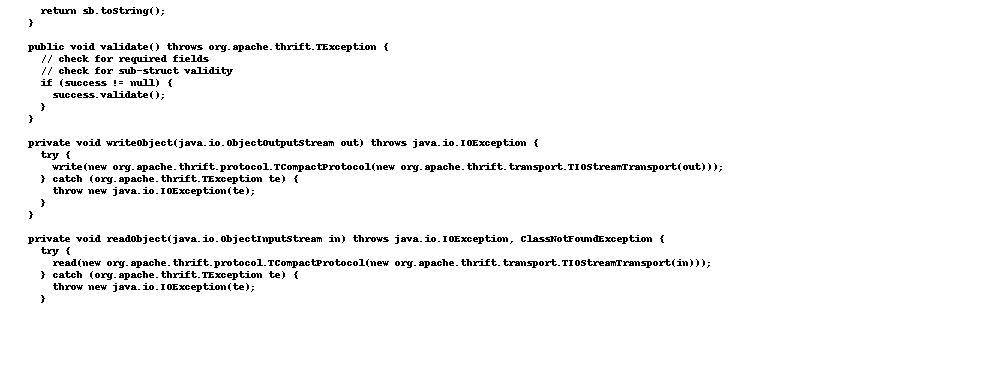 return sb.toString();
}
public void validate() throws org.apache.thrift.TException {
// check for required fields
// check for sub-struct validity
if (success != null) {
success.validate();
}
}
private void writeObject(java.io.ObjectOutputStream out) throws java.io.IOException {
try {
write(new org.apache.thrift.protocol.TCompactProtocol(new org.apache.thrift.transport.TIOStreamTransport(out)));
} catch (org.apache.thrift.TException te) {
throw new java.io.IOException(te);
}
}
private void readObject(java.io.ObjectInputStream in) throws java.io.IOException, ClassNotFoundException {
try {
read(new org.apache.thrift.protocol.TCompactProtocol(new org.apache.thrift.transport.TIOStreamTransport(in)));
} catch (org.apache.thrift.TException te) {
throw new java.io.IOException(te);
}